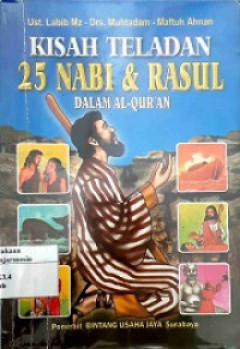 Ust. Labib Mz - Drs. Muhtadam - Maftuh Ahnan
KISAH TELADAN
25 NABI & RASUL
DALAM AL-QUR'AN
Penerbit BINTANG USAHA JAYA Surabaya